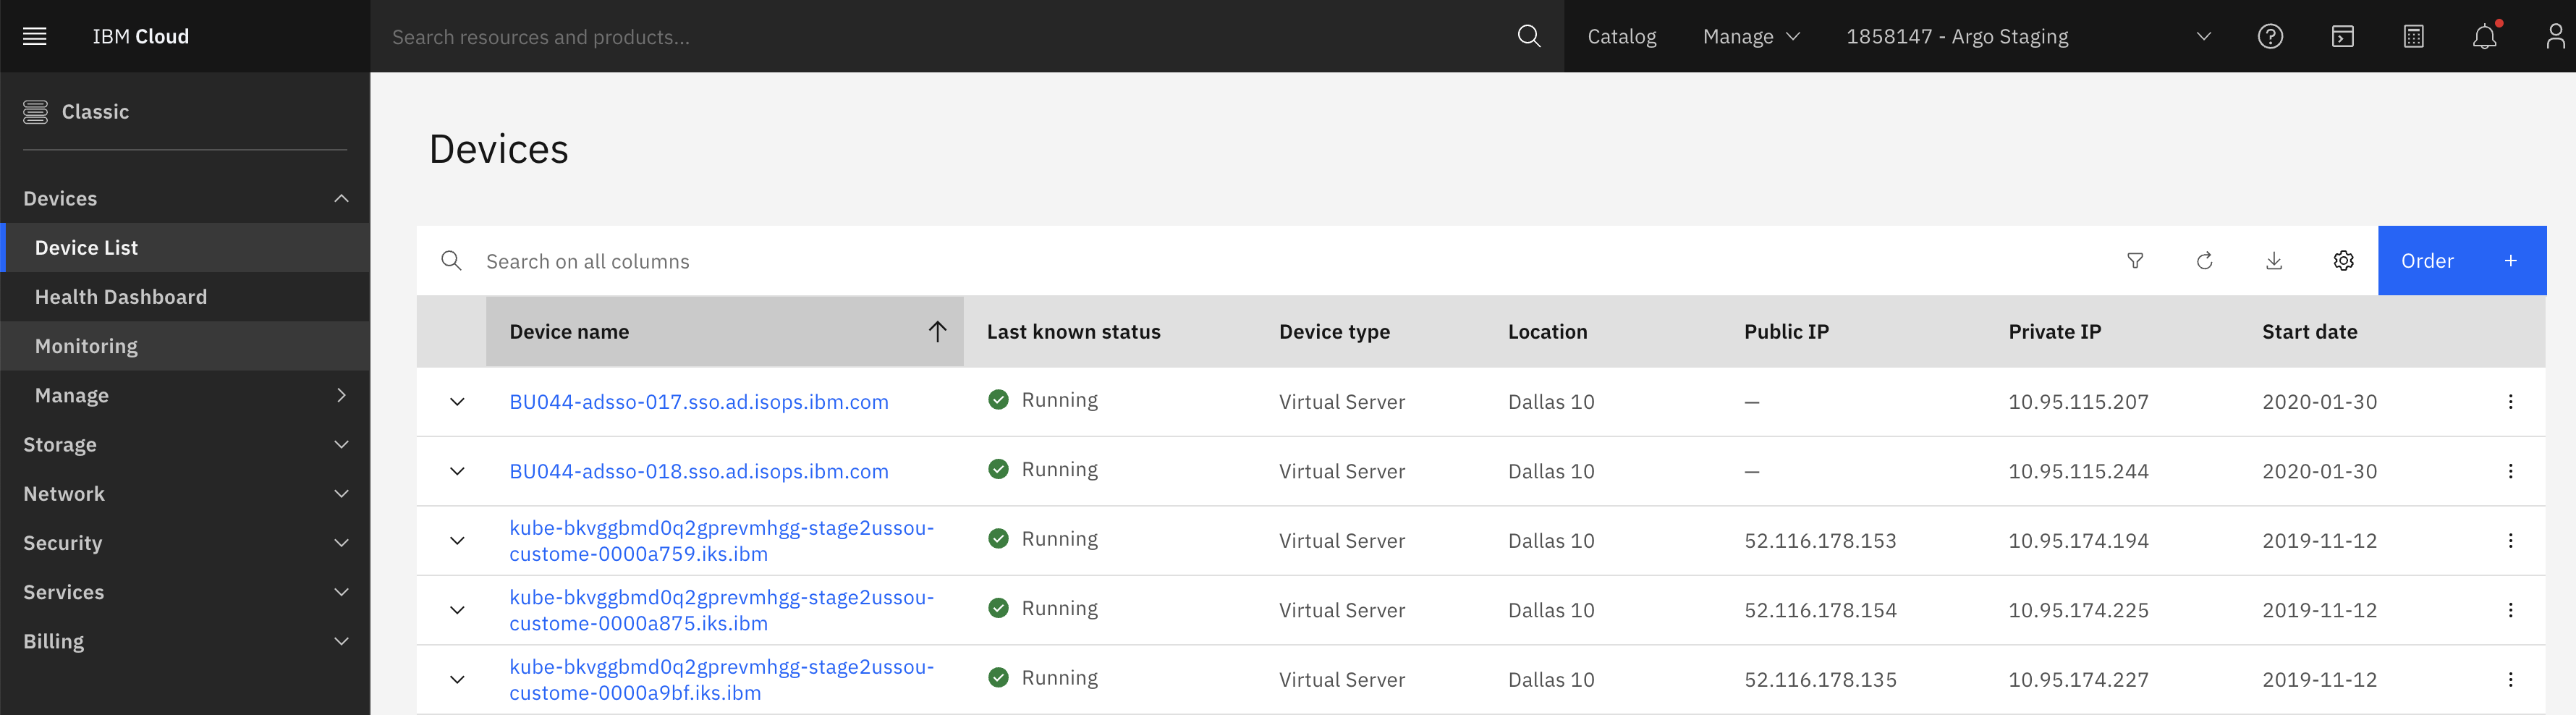 IBM Cloud
Search resources and products...
Catalog
Manage
1858147 - Argo Staging
Classic
Devices
Device List
Health Dashboard
Monitoring
Manage
Storage
Network
Security
Services
Billing
Devices
Search on all columns
Order +
Device name Last known status Device type Location Public IP Private IP Start date
BU044-adsso-017.sso.ad.isops.ibm.com Running Virtual Server Dallas 10 — 10.95.115.207 2020-01-30
BU044-adsso-018.sso.ad.isops.ibm.com Running Virtual Server Dallas 10 — 10.95.115.244 2020-01-30
kube-bkvggbmd0q2gprevmhgg-stage2ussou-
custome-0000a759.iks.ibm Running Virtual Server Dallas 10 52.116.178.153 10.95.174.194 2019-11-12
kube-bkvggbmd0q2gprevmhgg-stage2ussou-
custome-0000a875.iks.ibm Running Virtual Server Dallas 10 52.116.178.154 10.95.174.225 2019-11-12
kube-bkvggbmd0q2gprevmhgg-stage2ussou-
custome-0000a9bf.iks.ibm Running Virtual Server Dallas 10 52.116.178.135 10.95.174.227 2019-11-12